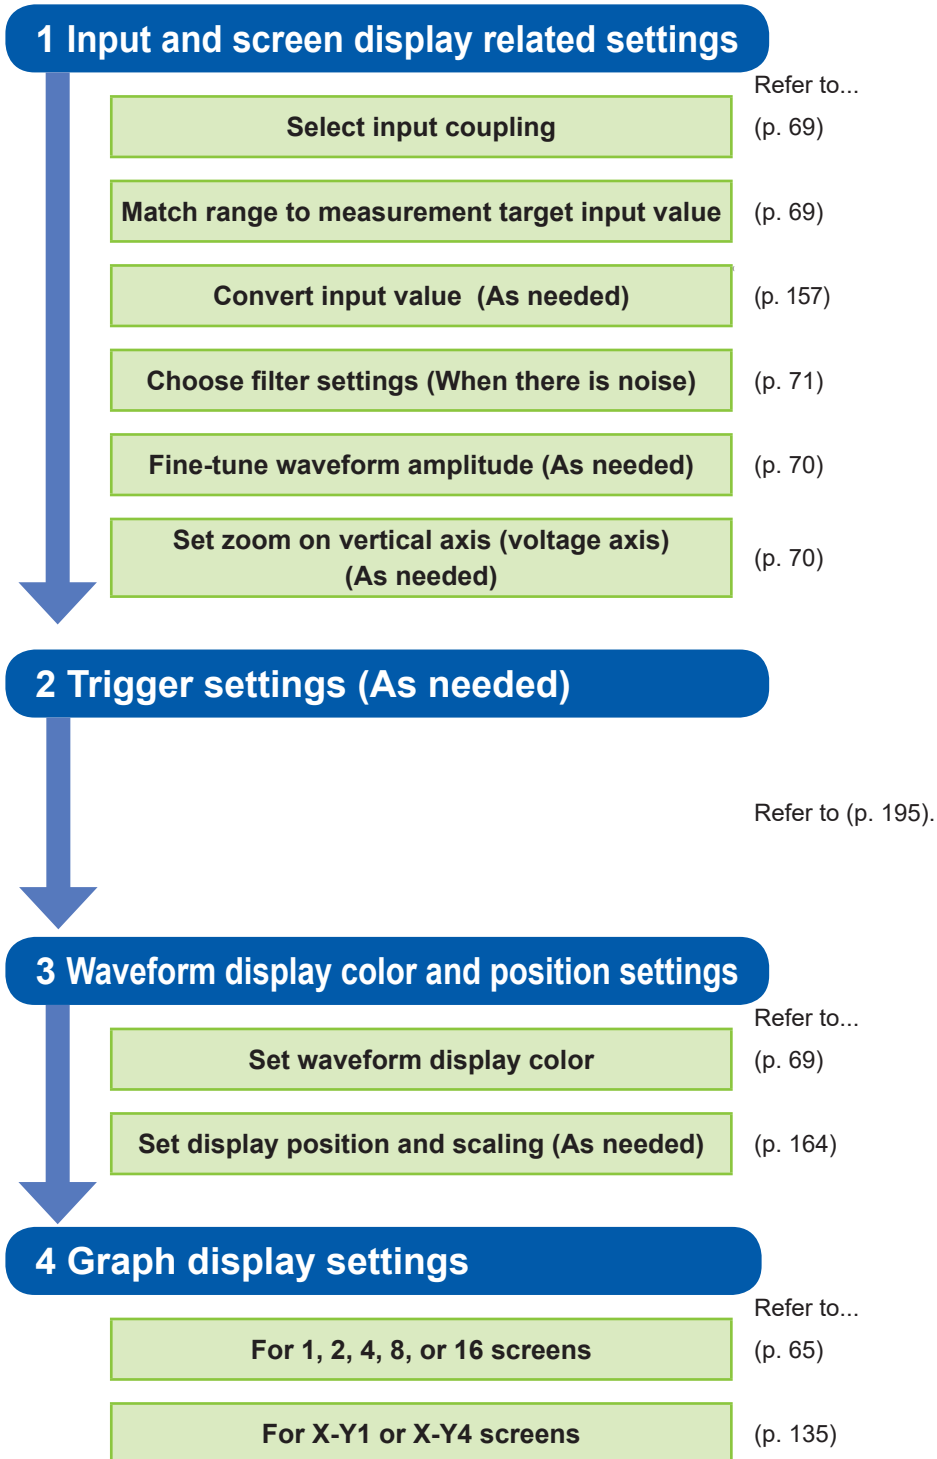 1 Input and screen display related settings
Refer to...
Select input coupling
(p. 69)
Match range to measurement target input value
(p. 69)
Convert input value (As needed)
(p. 157)
Choose filter settings (When there is noise)
(p. 71)
Fine-tune waveform amplitude (As needed)
(p. 70)
Set zoom on vertical axis (voltage axis)
(As needed)
(p. 70)
2 Trigger settings (As needed)
Refer to (p. 195).
3 Waveform display color and position settings
Refer to...
Set waveform display color
(p. 69)
Set display position and scaling (As needed)
(p. 164)
4 Graph display settings
Refer to...
For 1, 2, 4, 8, or 16 screens
(p. 65)
For X-Y1 or X-Y4 screens
(p. 135)